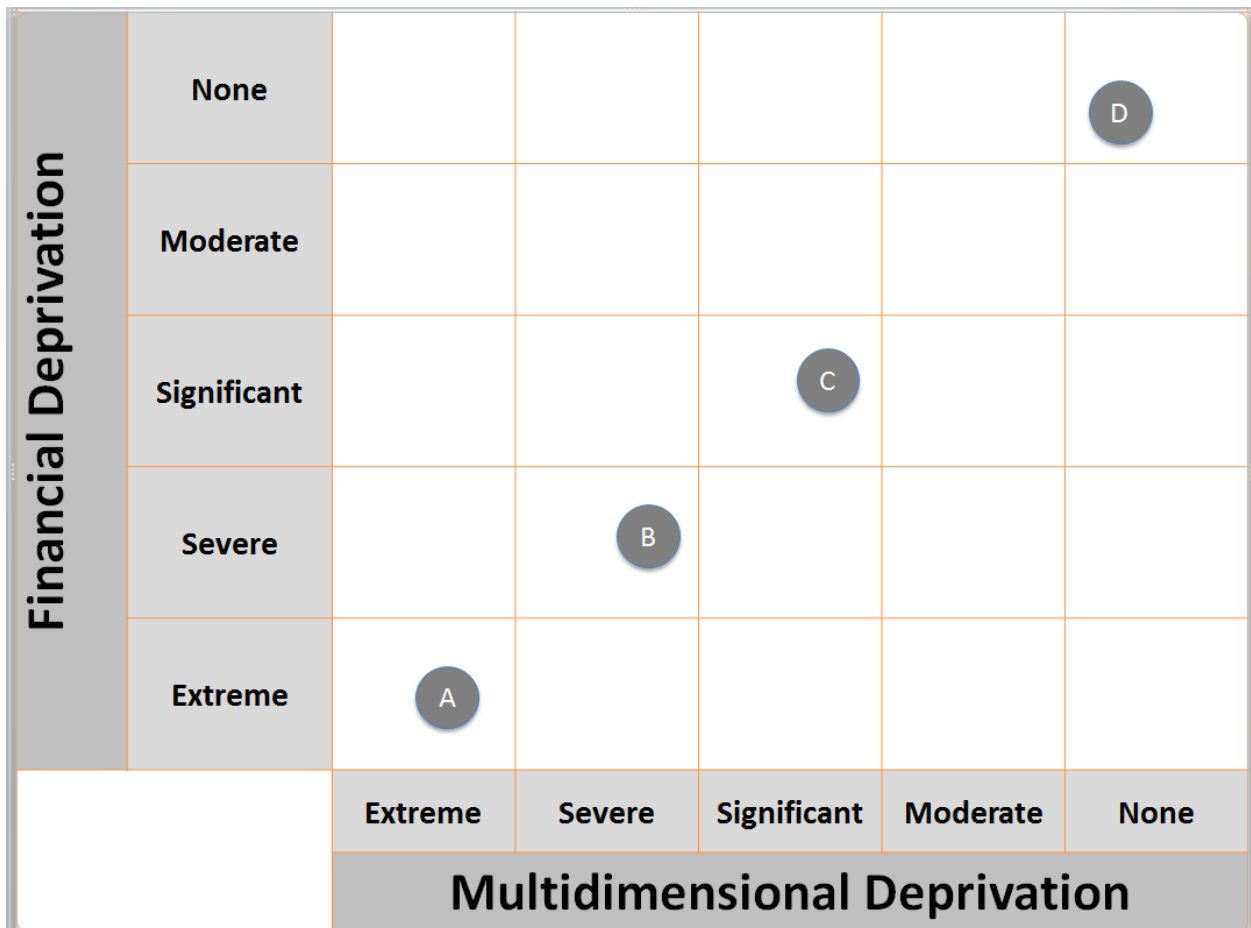 Financial Deprivation
None
D
Moderate
Significant
C
Severe
B
Extreme
A
Extreme Severe Significant Moderate None
Multidimensional Deprivation